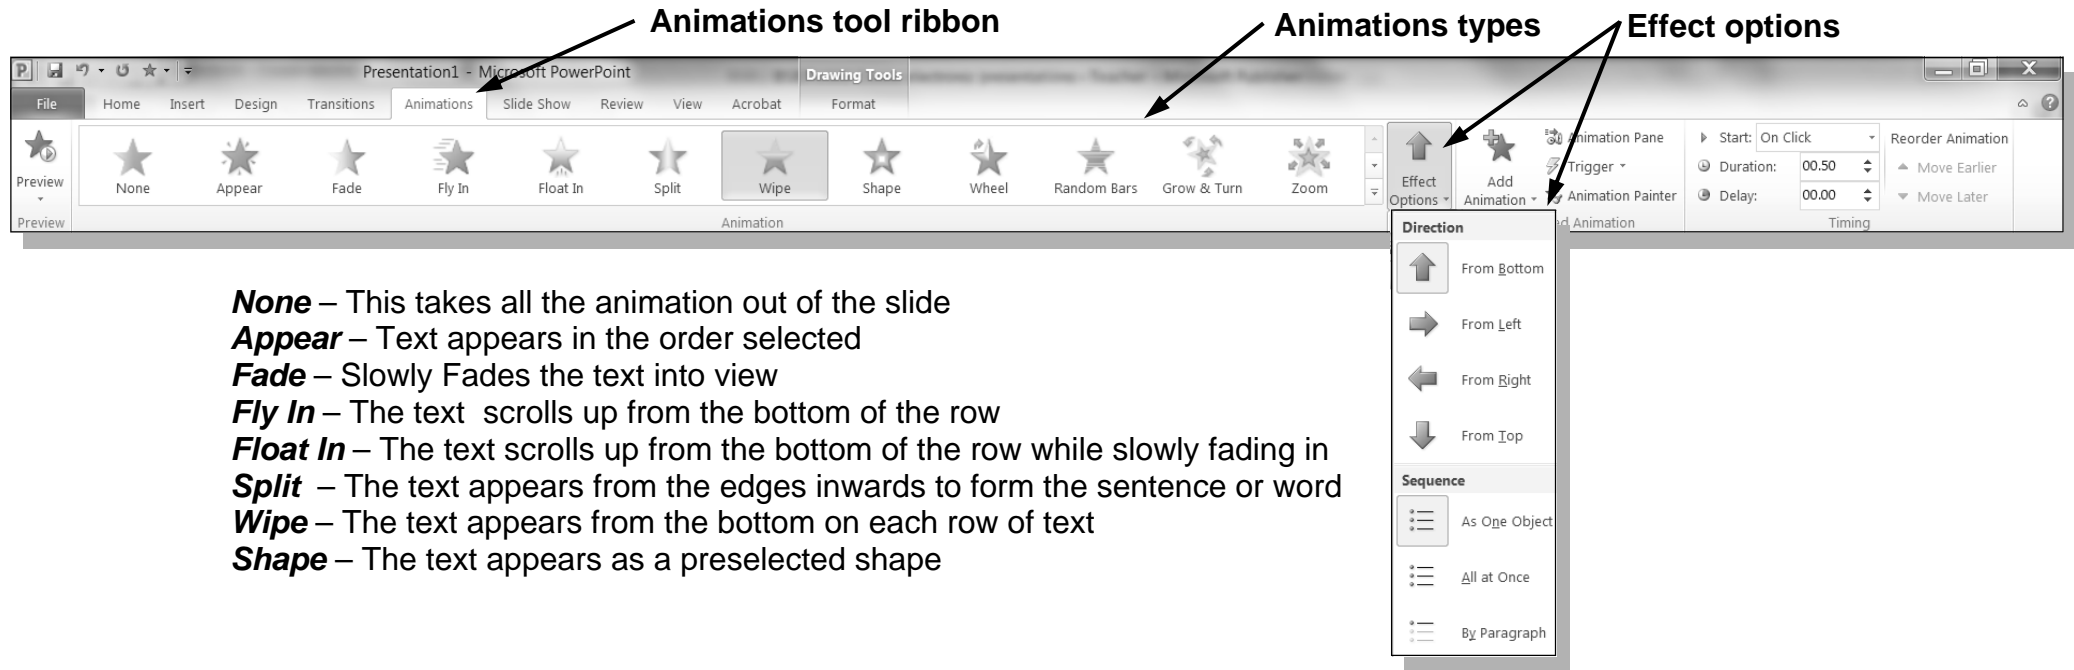 Animations tool ribbon
Animations types
Effect options
Presentation1 - Microsoft PowerPoint
Drawing Tools
File Home Insert Design Transitions Animations Slide Show Review View Acrobat Format
Preview
None Appear Fade Fly In Float In Split Wipe Shape Wheel Random Bars Grow & Turn Zoom
Effect Options
Add Animation
Animation Pane
Trigger
Animation Painter
Start: On Click
Duration: 00.50
Delay: 00.00
Reorder Animation
Move Earlier
Move Later
Preview
Animation
ed Animation
Timing
Direction
From Bottom
From Left
From Right
From Top
Sequence
As One Object
All at Once
By Paragraph
None – This takes all the animation out of the slide
Appear – Text appears in the order selected
Fade – Slowly Fades the text into view
Fly In – The text  scrolls up from the bottom of the row
Float In – The text scrolls up from the bottom of the row while slowly fading in
Split  – The text appears from the edges inwards to form the sentence or word
Wipe – The text appears from the bottom on each row of text
Shape – The text appears as a preselected shape